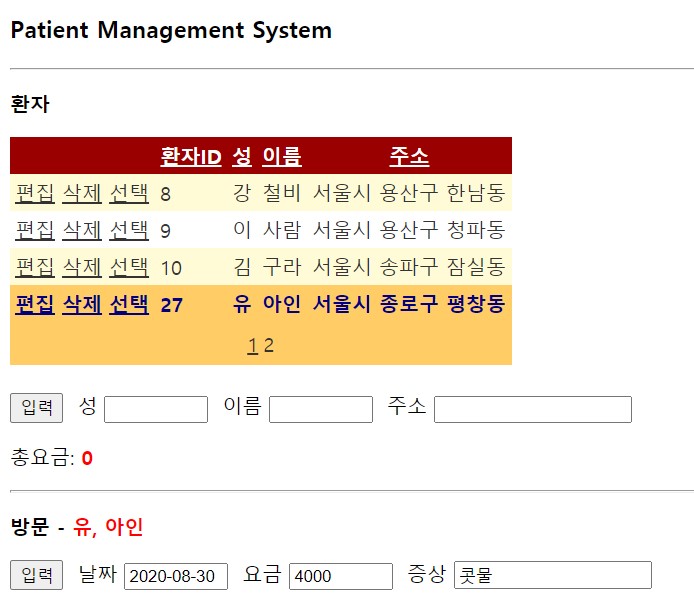 Patient Management System
환자
환자ID 성 이름 주소
편집 삭제 선택 8 강 철비 서울시 용산구 한남동
편집 삭제 선택 9 이 사람 서울시 용산구 청파동
편집 삭제 선택 10 김 구라 서울시 송파구 잠실동
편집 삭제 선택 27 유 아인 서울시 종로구 평창동
1 2
입력 성 이름 주소
총요금: 0
방문 - 유, 아인
입력 날짜 2020-08-30 요금 4000 증상 콧물